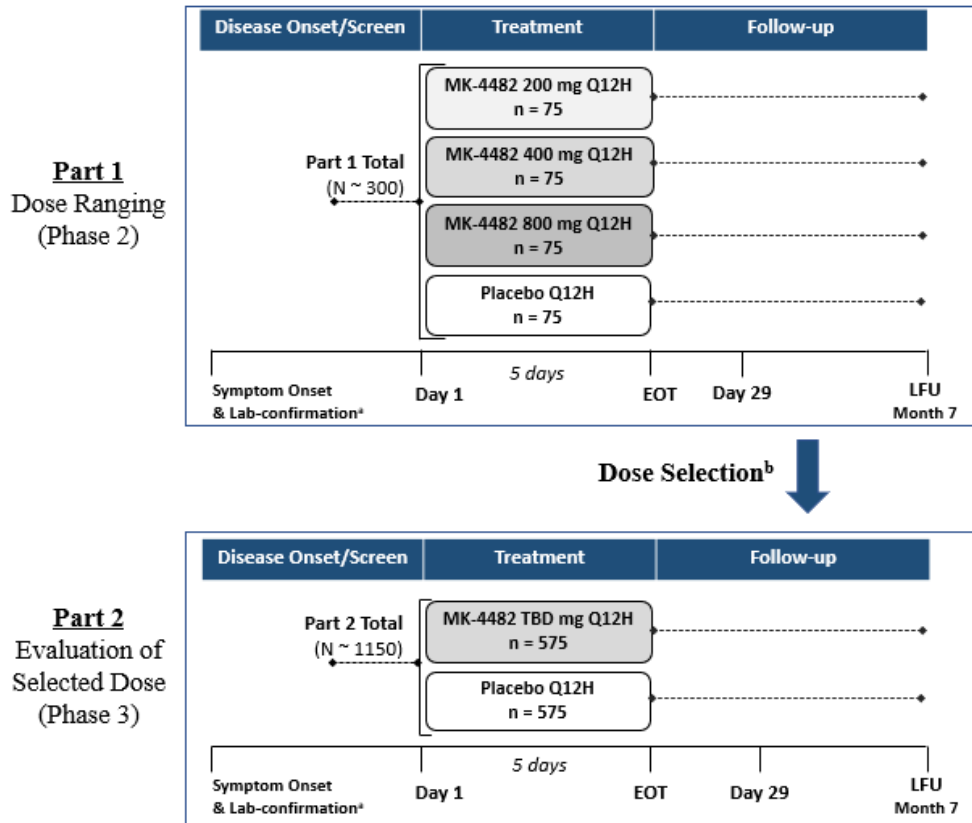 Part 1
Dose Ranging
(Phase 2)
Disease Onset/Screen
Treatment
Follow-up
Part 1 Total
(N ~ 300)
MK-4482 200 mg Q12H
n = 75
MK-4482 400 mg Q12H
n = 75
MK-4482 800 mg Q12H
n = 75
Placebo Q12H
n = 75
5 days
Symptom Onset
& Lab-confirmationᵃ
Day 1
EOT
Day 29
LFU
Month 7
Dose Selectionᵇ
Part 2
Evaluation of
Selected Dose
(Phase 3)
Disease Onset/Screen
Treatment
Follow-up
Part 2 Total
(N ~ 1150)
MK-4482 TBD mg Q12H
n = 575
Placebo Q12H
n = 575
5 days
Symptom Onset
& Lab-confirmationᵃ
Day 1
EOT
Day 29
LFU
Month 7